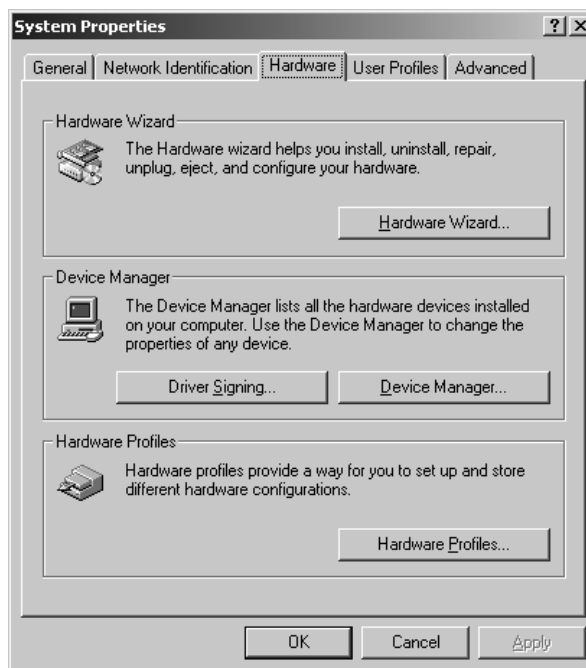 System Properties
? X
General Network Identification Hardware User Profiles Advanced
Hardware Wizard
The Hardware wizard helps you install, uninstall, repair,
unplug, eject, and configure your hardware.
Hardware Wizard...
Device Manager
The Device Manager lists all the hardware devices installed
on your computer. Use the Device Manager to change the
properties of any device.
Driver Signing... Device Manager...
Hardware Profiles
Hardware profiles provide a way for you to set up and store
different hardware configurations.
Hardware Profiles...
OK Cancel Apply